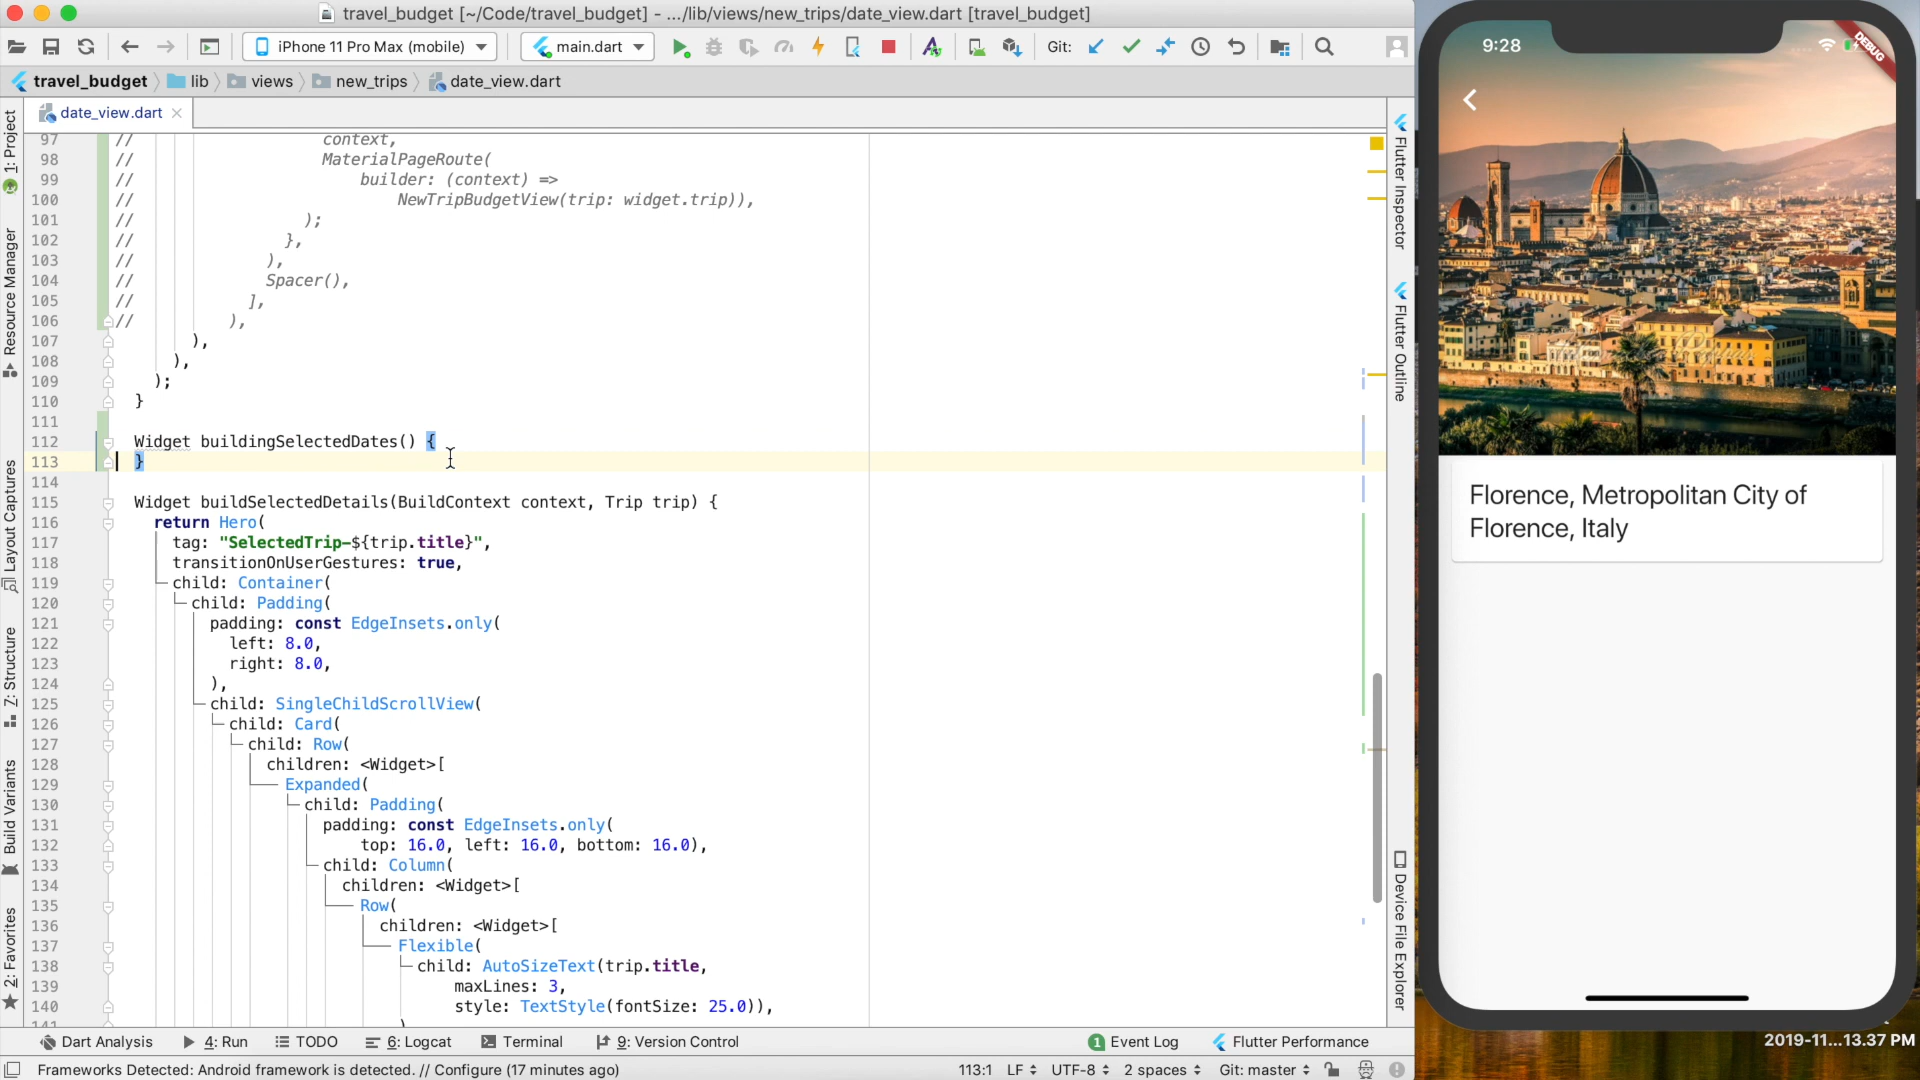 travel_budget [~/Code/travel_budget] - .../lib/views/new_trips/date_view.dart [travel_budget]
iPhone 11 Pro Max (mobile)
main.dart
Git:
travel_budget
lib
views
new_trips
date_view.dart
date_view.dart
97 // context,
98 // MaterialPageRoute(
99 // builder: (context) =>
100 // NewTripBudgetView(trip: widget.trip)),
101 // );
102 // },
103 // ),
104 // Spacer(),
105 // ],
106 // ),
107 ),
108 ),
109 );
110 }
111
112 Widget buildingSelectedDates() {
113 }
114
115 Widget buildSelectedDetails(BuildContext context, Trip trip) {
116 return Hero(
117 tag: "SelectedTrip-${trip.title}",
118 transitionOnUserGestures: true,
119 child: Container(
120 child: Padding(
121 padding: const EdgeInsets.only(
122 left: 8.0,
123 right: 8.0,
124 ),
125 child: SingleChildScrollView(
126 child: Card(
127 child: Row(
128 children: <Widget>[
129 Expanded(
130 child: Padding(
131 padding: const EdgeInsets.only(
132 top: 16.0, left: 16.0, bottom: 16.0),
133 child: Column(
134 children: <Widget>[
135 Row(
136 children: <Widget>[
137 Flexible(
138 child: AutoSizeText(trip.title,
139 maxLines: 3,
140 style: TextStyle(fontSize: 25.0)),
141 )
1: Project
Resource Manager
Layout Captures
Z: Structure
Build Variants
2: Favorites
Flutter Inspector
Flutter Outline
Device File Explorer
Dart Analysis
4: Run
TODO
6: Logcat
Terminal
9: Version Control
1 Event Log
Flutter Performance
Frameworks Detected: Android framework is detected. // Configure (17 minutes ago)
113:1
LF
UTF-8
2 spaces
Git: master
9:28
DEBUG
Florence, Metropolitan City of
Florence, Italy
2019-11...13.37 PM